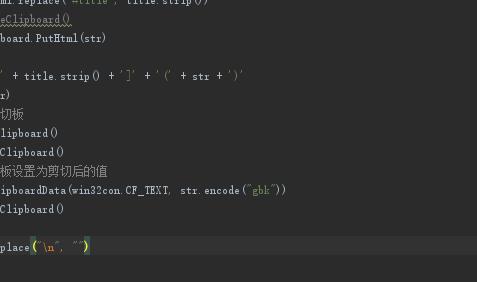 ml.replace("#title", title.strip())
eClipboard()
board.PutHtml(str)
' + title.strip() + ']' + '(' + str + ')'
r)
切板
lipboard()
Clipboard()
板设置为剪切后的值
ipboardData(win32con.CF_TEXT, str.encode("gbk"))
Clipboard()
place("\n", "")